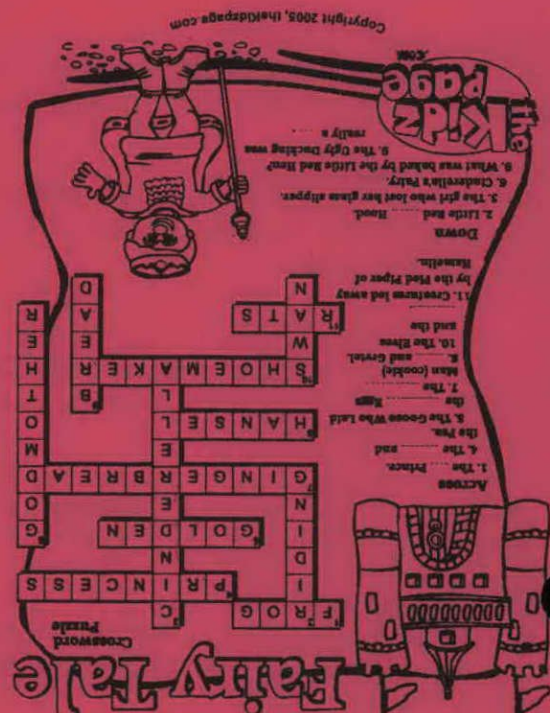 Fairy Tale
Crossword
Puzzle
Across
1. The .... Prince.
4. The ........ and
the Pea.
5. The Goose Who Laid
the ........ Eggs
7. The ........
Man (cookie)
8. ........ and Gretel.
10. The Elves
and the
........
11. Creatures led away
by the Pied Piper of
Hamelin.
Down
2. Little Red ...... Hood.
3. The girl who lost her glass slipper.
6. Cinderella's Fairy.
9. What was baked by the Little Red Hen?
9. The Ugly Duckling was
really a .....
FROG
PRINCESS
GOLDEN
GINGERBREAD
HANSEL
SHOEMAKER
RATS
RIDING
CINDERELLA
GODMOTHER
BREAD
SWAN
the
Kidz
Page
.COM
Copyright 2005, theKidzpage.com